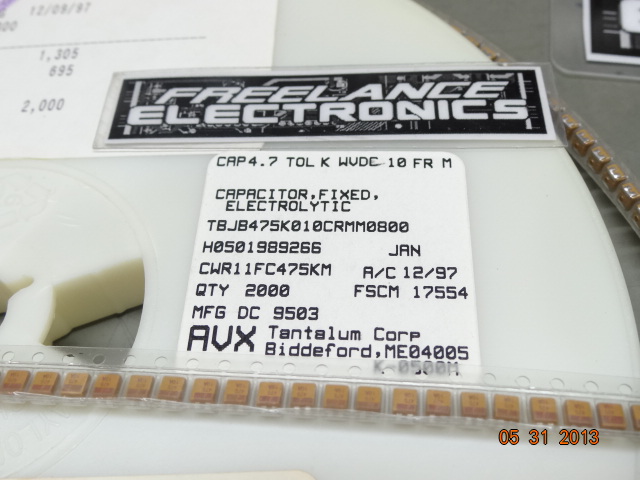 12/09/97
000
1,305
695
2,000
FREELANCE
ELECTRONICS
CAP4.7 TOL K WVDC 10 FR M
CAPACITOR,FIXED,
ELECTROLYTIC
TBJB475K010CRMM0800
H0501989266 JAN
CWR11FC475KM A/C 12/97
QTY 2000 FSCM 17554
MFG DC 9503
AVX Tantalum Corp
Biddeford,ME04005
K-0500M
05 31 2013